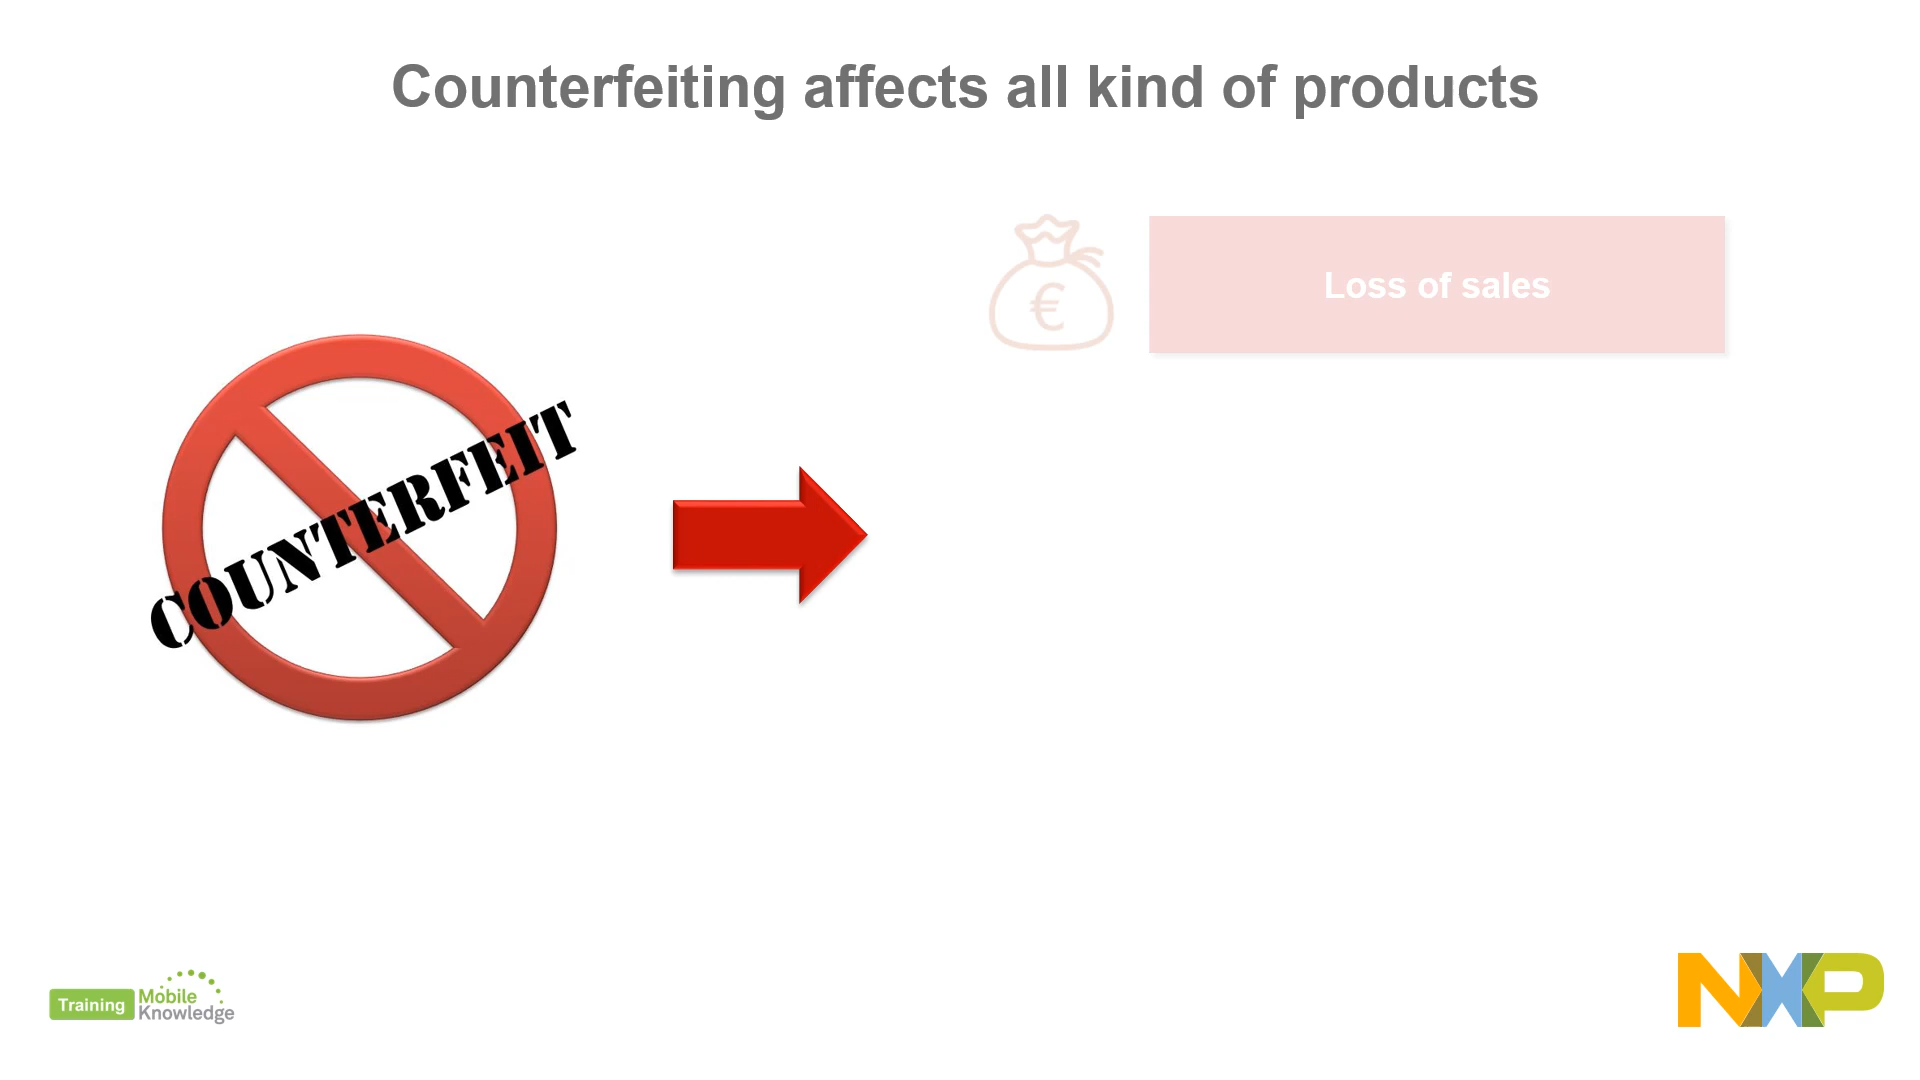 Counterfeiting affects all kind of products
€
Loss of sales
COUNTERFEIT
Training
Mobile
Knowledge
NXP